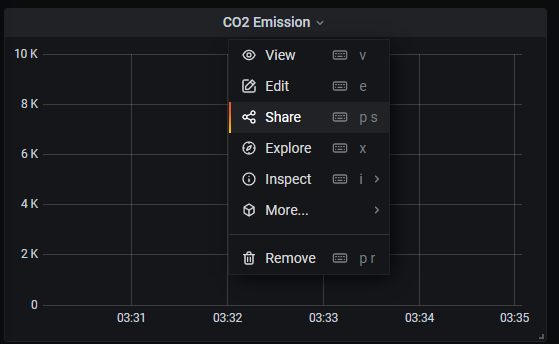 CO2 Emission
10 K
8 K
6 K
4 K
2 K
0
View v
Edit e
Share p s
Explore x
Inspect i
More...
Remove p r
03:31 03:32 03:33 03:34 03:35